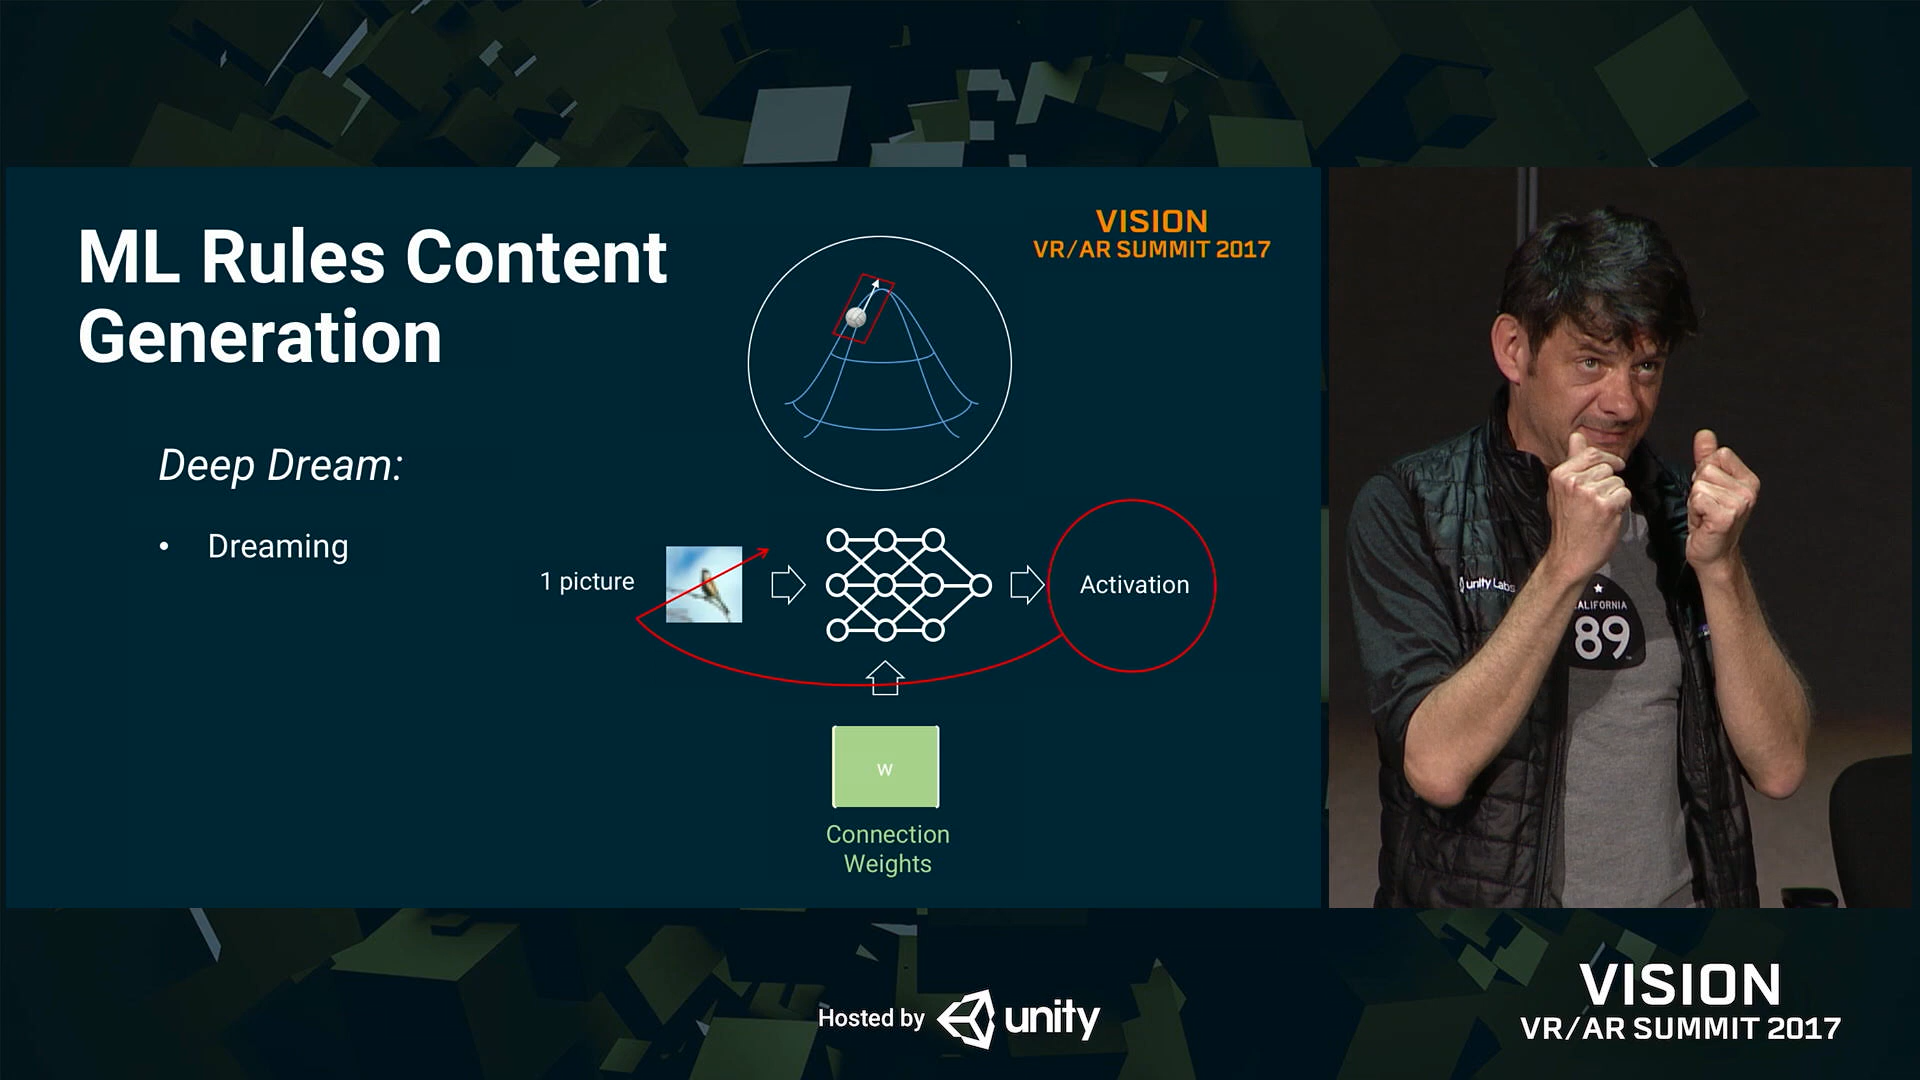 ML Rules Content
Generation
VISION
VR/AR SUMMIT 2017
Deep Dream:
• Dreaming
1 picture
Activation
w
Connection
Weights
unity Labs
CALIFORNIA
89
Hosted by unity
VISION
VR/AR SUMMIT 2017